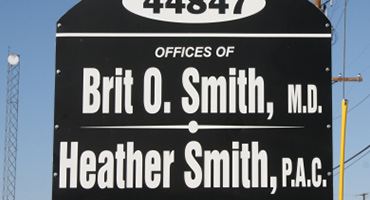 44847
OFFICES OF
Brit O. Smith, M.D.
Heather Smith, P.A.C.